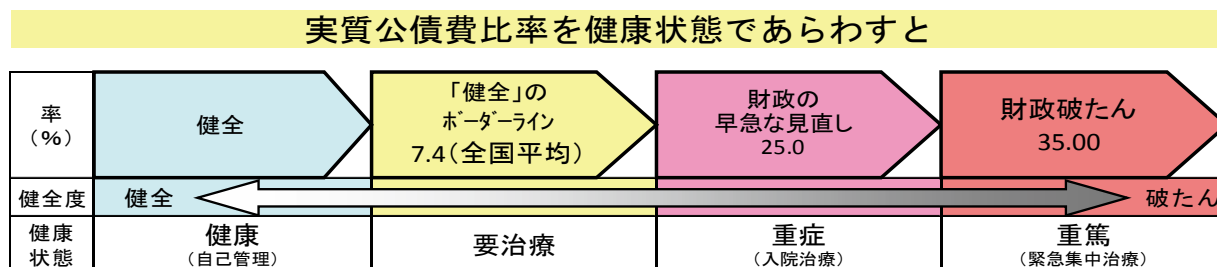 実質公債費比率を健康状態であらわすと
率
(%)
健全
「健全」の
ﾎﾞｰﾀﾞｰライン
7.4(全国平均)
財政の
早急な見直し
25.0
財政破たん
35.00
健全度
健全
破たん
健康
状態
健康
(自己管理)
要治療
重症
(入院治療)
重篤
(緊急集中治療)